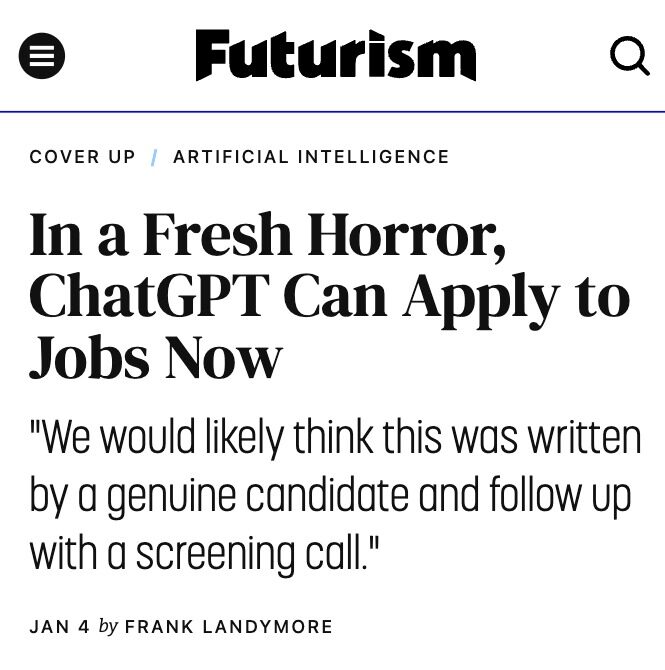 Futurism
COVER UP / ARTIFICIAL INTELLIGENCE
In a Fresh Horror,
ChatGPT Can Apply to
Jobs Now
"We would likely think this was written
by a genuine candidate and follow up
with a screening call."
JAN 4 by FRANK LANDYMORE